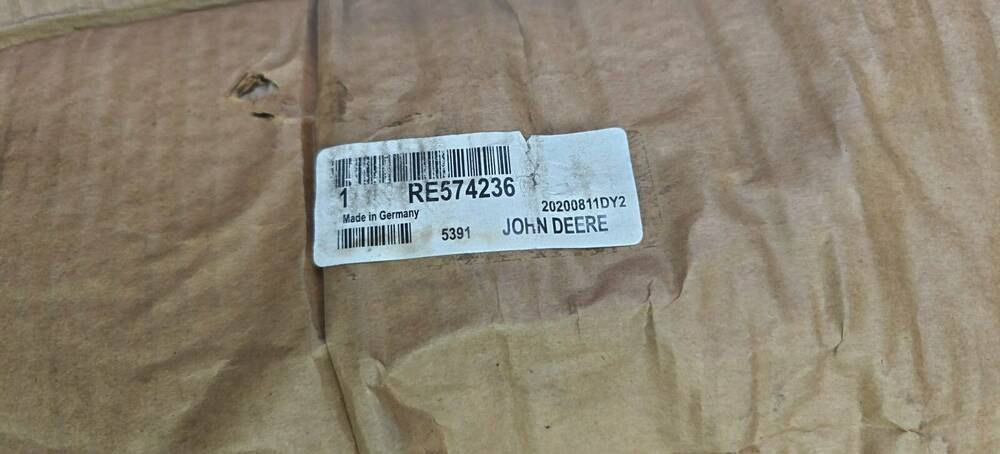 1 RE574236
Made in Germany 20200811DY2
5391 JOHN DEERE